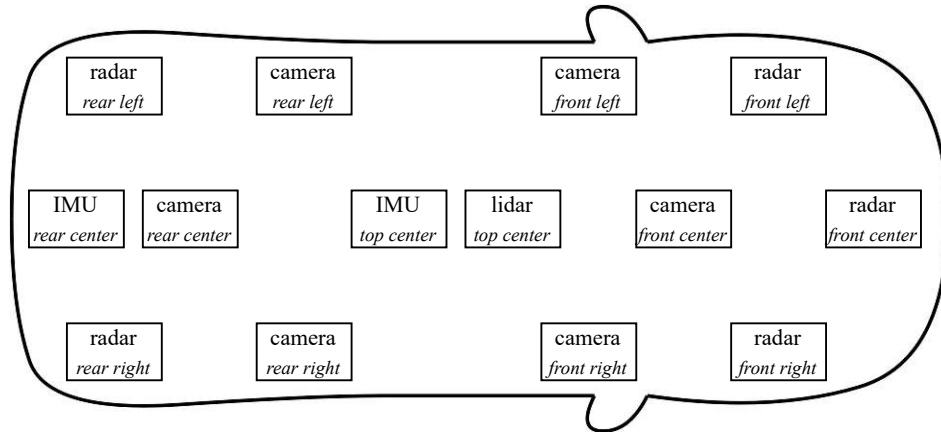 radar
rear left
camera
rear left
camera
front left
radar
front left
IMU
rear center
camera
rear center
IMU
top center
lidar
top center
camera
front center
radar
front center
radar
rear right
camera
rear right
camera
front right
radar
front right